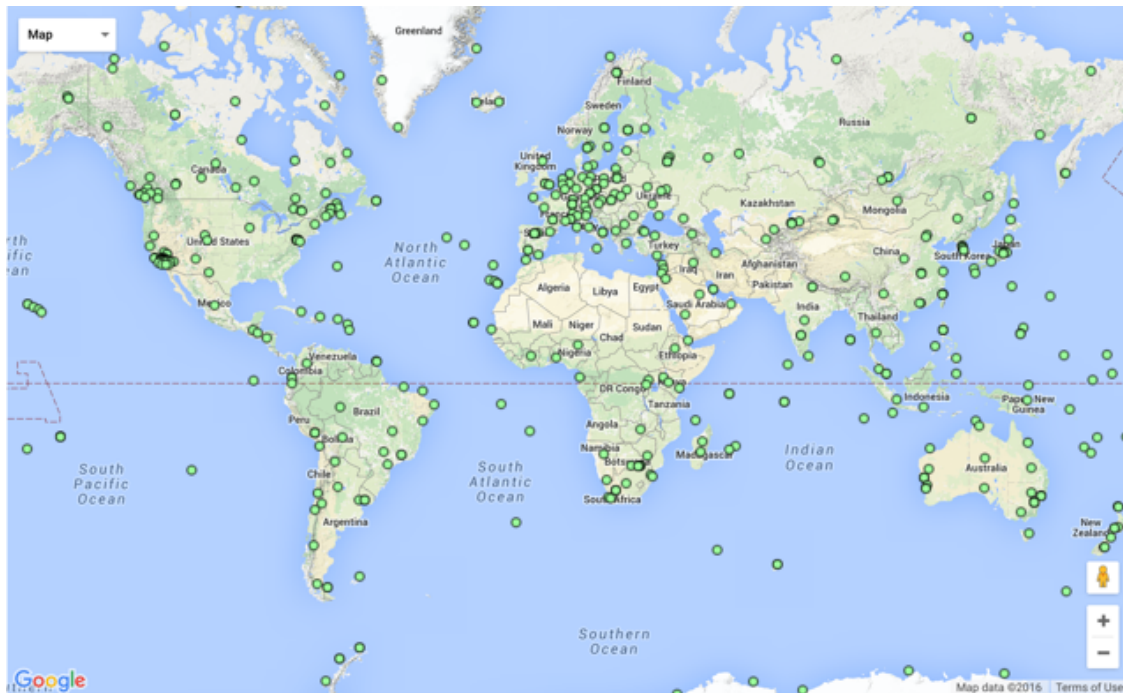 Map
Greenland
Finland
Sweden
Norway
Russia
United
Kingdom
Canada
Ukraine
Kazakhstan
Mongolia
United States
North
Atlantic
Ocean
Turkey
China
South Korea
Japan
Iraq
Iran
Afghanistan
Pakistan
Algeria
Libya
Egypt
Saudi Arabia
India
Mexico
Mali
Niger
Sudan
Chad
Thailand
Nigeria
Ethiopia
Venezuela
Colombia
DR Congo
Kenya
Indonesia
Papua New
Guinea
Tanzania
Brazil
Peru
Angola
Bolivia
Namibia
Madagascar
Indian
Ocean
Botswana
South
Pacific
Ocean
Chile
South
Atlantic
Ocean
Australia
South Africa
Argentina
New
Zealand
Southern
Ocean
+
−
Google
Map data ©2016
Terms of Use